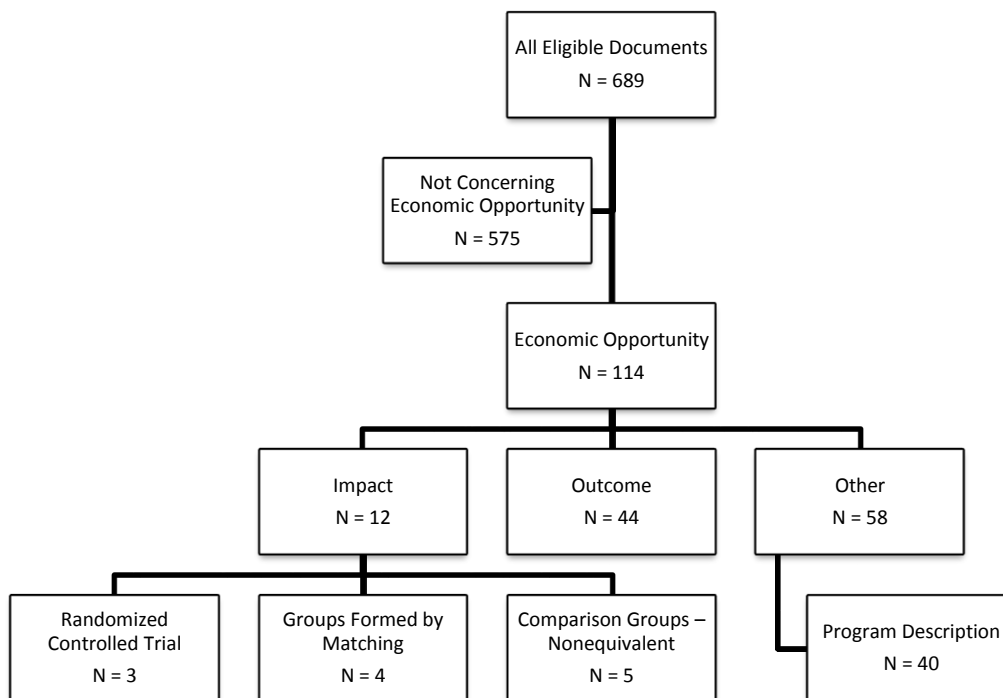 All Eligible Documents
N = 689
Not Concerning
Economic Opportunity
N = 575
Economic Opportunity
N = 114
Impact
N = 12
Outcome
N = 44
Other
N = 58
Randomized
Controlled Trial
N = 3
Groups Formed by
Matching
N = 4
Comparison Groups –
Nonequivalent
N = 5
Program Description
N = 40